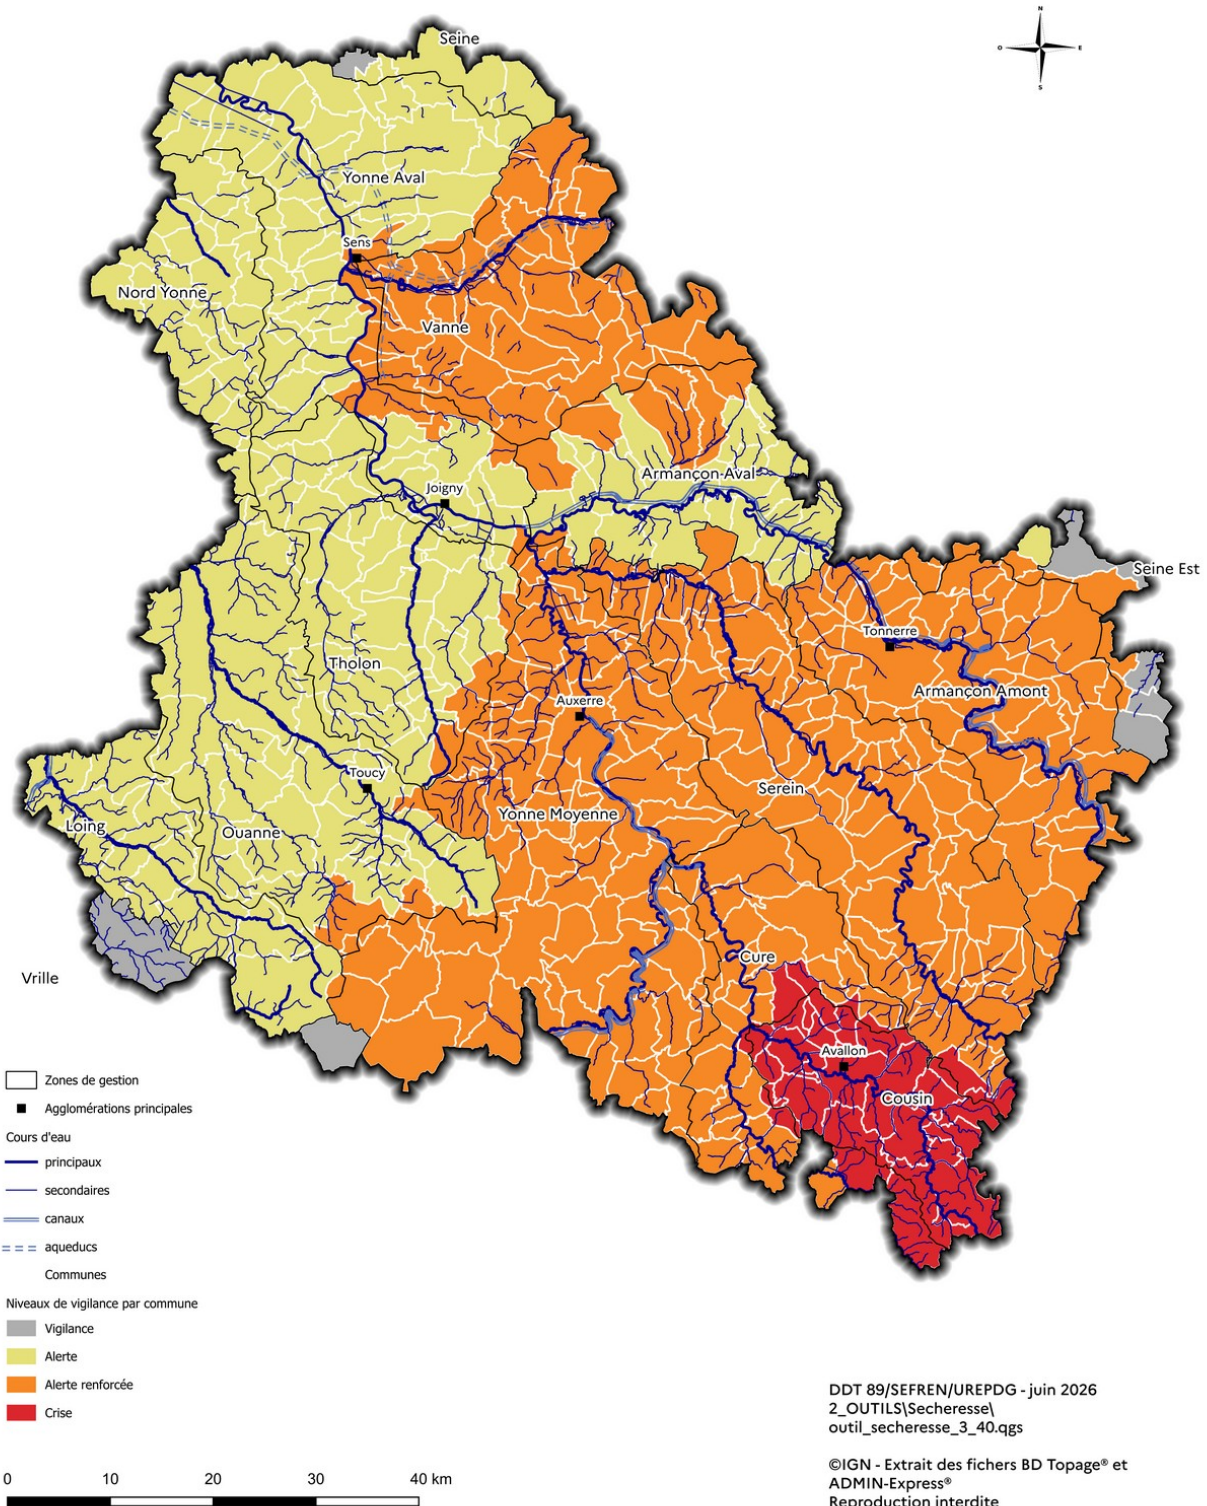 N
O
E
S
Seine
Yonne Aval
Sens
Nord Yonne
Vanne
Armançon Aval
Joigny
Seine Est
Tonnerre
Tholon
Armançon Amont
Auxerre
Toucy
Serein
Yonne Moyenne
Loing
Ouanne
Cure
Vrille
Avallon
Cousin
Zones de gestion
Agglomérations principales
Cours d'eau
principaux
secondaires
canaux
aqueducs
Communes
Niveaux de vigilance par commune
Vigilance
Alerte
Alerte renforcée
Crise
0 10 20 30 40 km
DDT 89/SEFREN/UREPDG - juin 2026
2_OUTILS\Secheresse\
outil_secheresse_3_40.qgs
©IGN - Extrait des fichiers BD Topage® et
ADMIN-Express®
Reproduction interdite